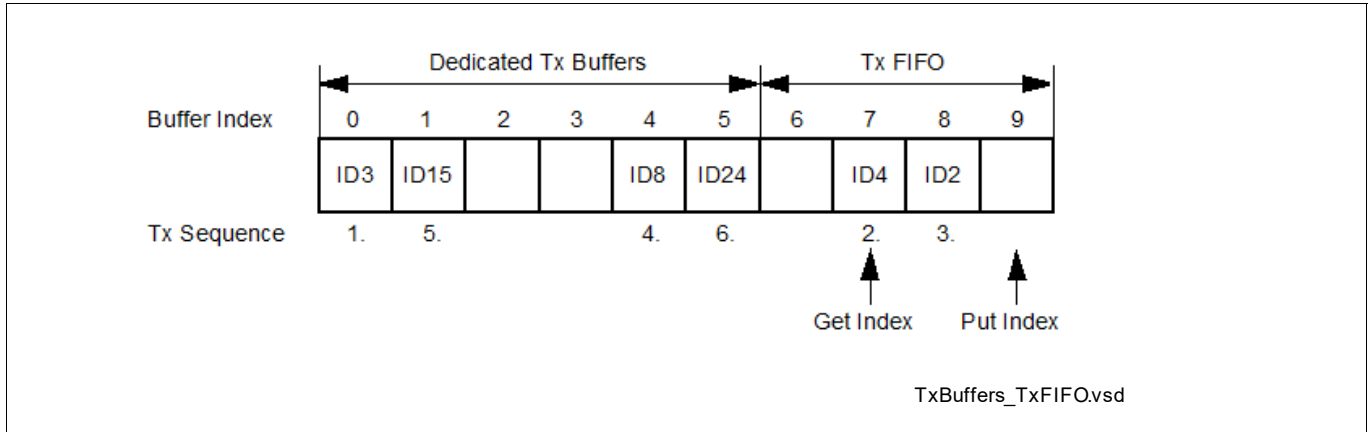 Dedicated Tx Buffers Tx FIFO
Buffer Index 0 1 2 3 4 5 6 7 8 9
ID3 ID15 ID8 ID24 ID4 ID2
Tx Sequence 1. 5. 4. 6. 2. 3.
Get Index Put Index
TxBuffers_TxFIFO.vsd